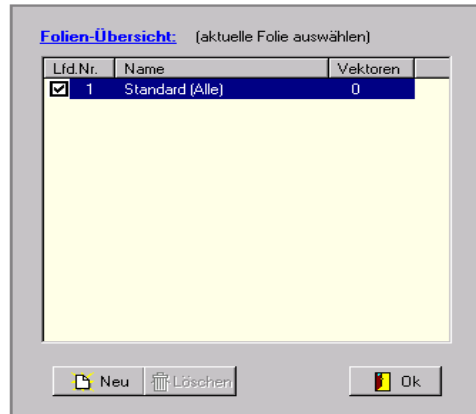 Folien-Übersicht: (aktuelle Folie auswählen)
Lfd.Nr. Name Vektoren
1 Standard (Alle) 0
Neu Löschen Ok